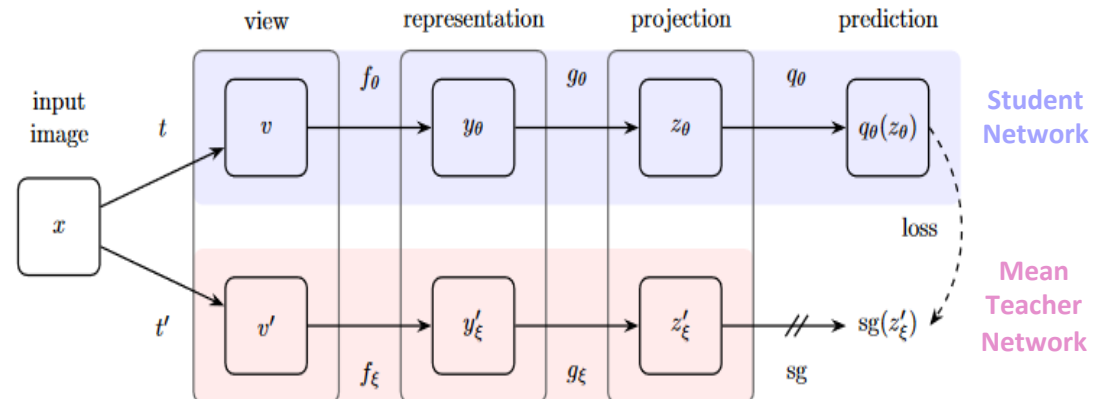 view
representation
projection
prediction
input
image
x
t
t′
v
f_θ
y_θ
g_θ
z_θ
q_θ
q_θ(z_θ)
Student
Network
loss
v′
f_ξ
y′_ξ
g_ξ
z′_ξ
sg
sg(z′_ξ)
Mean
Teacher
Network